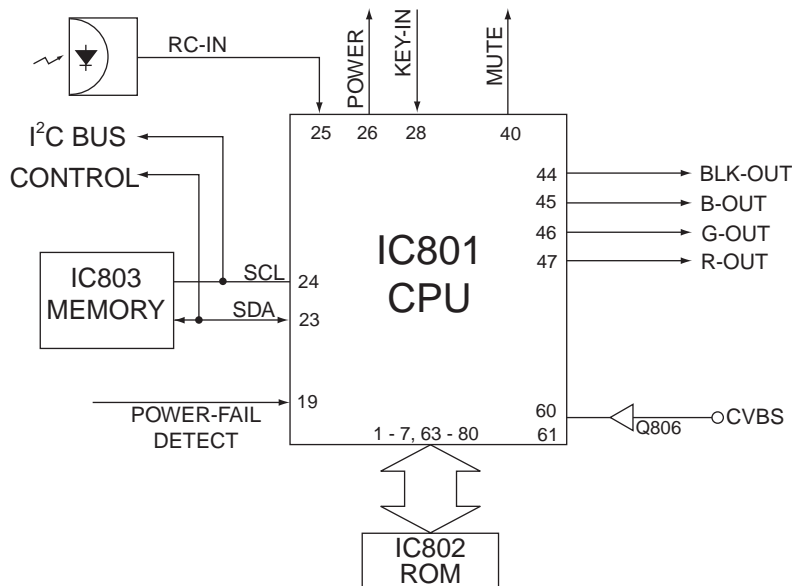 RC-IN
POWER
KEY-IN
MUTE
I²C BUS
CONTROL
25
26
28
40
44
BLK-OUT
45
B-OUT
46
G-OUT
47
R-OUT
IC801
CPU
IC803
MEMORY
SCL
24
SDA
23
19
POWER-FAIL
DETECT
1 - 7, 63 - 80
60
61
Q806
CVBS
IC802
ROM